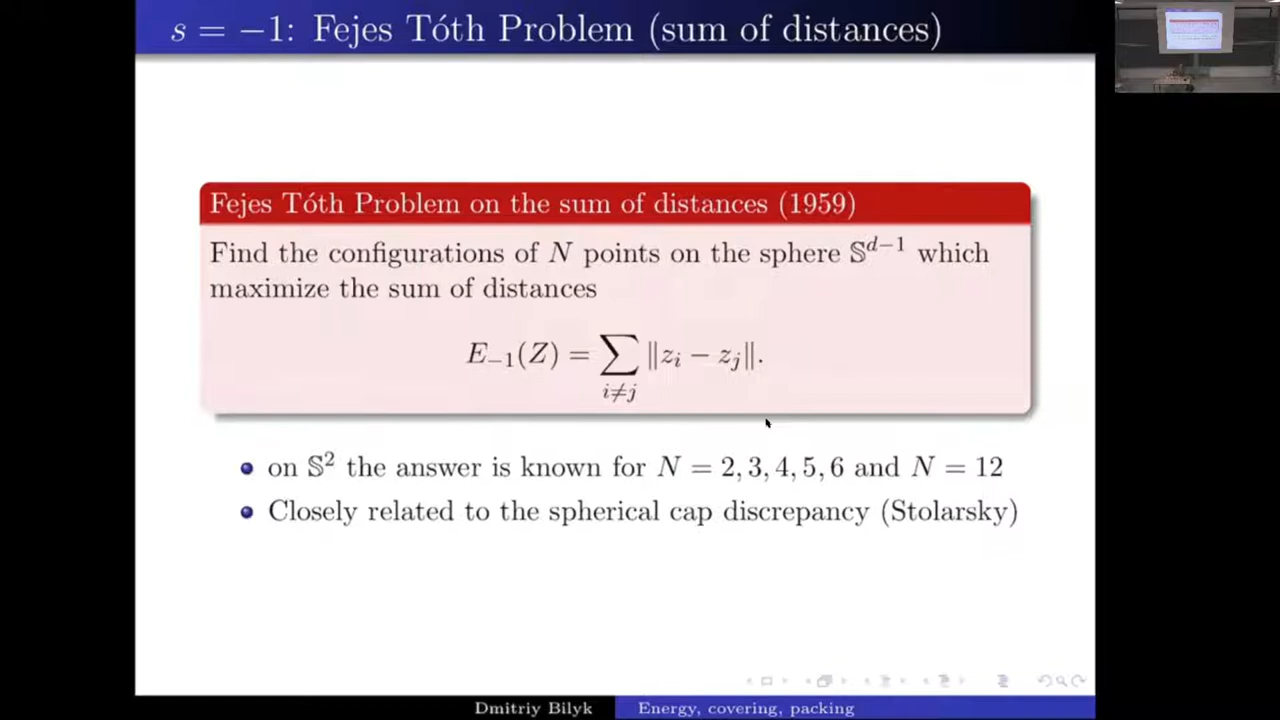 s = −1: Fejes Tóth Problem (sum of distances)
Fejes Tóth Problem on the sum of distances (1959)
Find the configurations of N points on the sphere 𝕊^{d−1} which
maximize the sum of distances
E_{−1}(Z) = ∑_{i≠j} ‖z_i − z_j‖.
on 𝕊² the answer is known for N = 2, 3, 4, 5, 6 and N = 12
Closely related to the spherical cap discrepancy (Stolarsky)
Dmitriy Bilyk
Energy, covering, packing